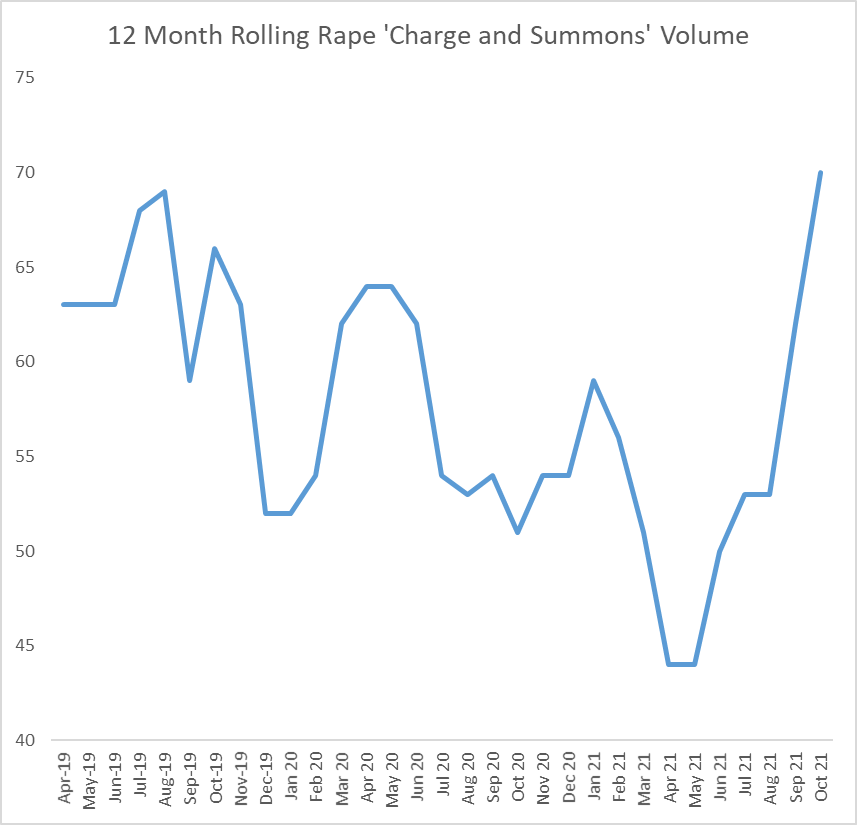 12 Month Rolling Rape 'Charge and Summons' Volume
75
70
65
60
55
50
45
40
Apr-19
May-19
Jun-19
Jul-19
Aug-19
Sep-19
Oct-19
Nov-19
Dec-19
Jan 20
Feb 20
Mar 20
Apr 20
May 20
Jun 20
Jul 20
Aug 20
Sep 20
Oct 20
Nov 20
Dec 20
Jan 21
Feb 21
Mar 21
Apr 21
May 21
Jun 21
Jul 21
Aug 21
Sep 21
Oct 21